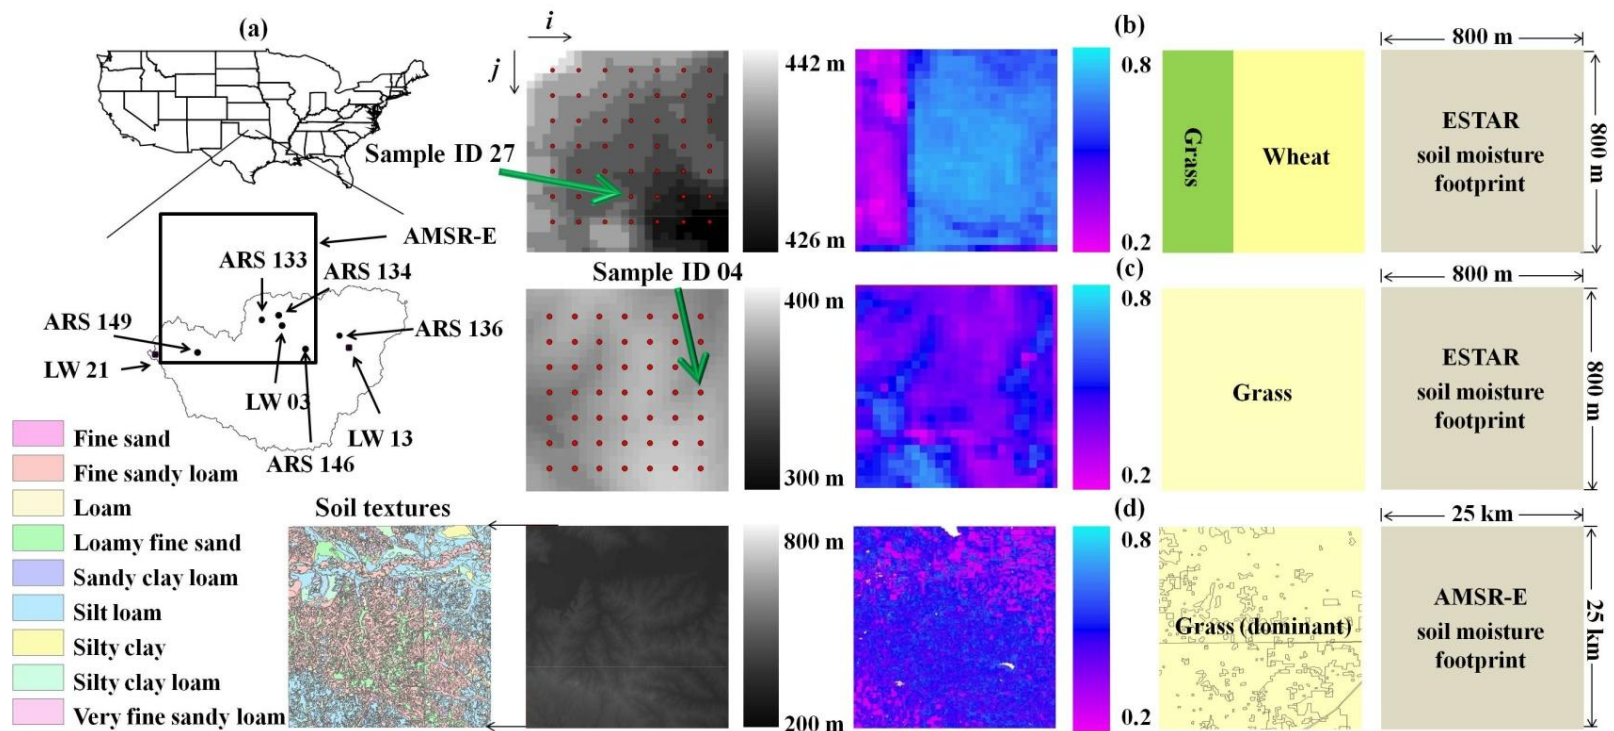 (a)
i
j
Sample ID 27
AMSR-E
ARS 133
ARS 134
ARS 149
ARS 136
LW 21
LW 03
LW 13
ARS 146
Fine sand
Fine sandy loam
Loam
Loamy fine sand
Sandy clay loam
Silt loam
Silty clay
Silty clay loam
Very fine sandy loam
Soil textures
(b)
442 m
426 m
0.8
0.2
Grass
Wheat
800 m
ESTAR
soil moisture
footprint
800 m
Sample ID 04
(c)
400 m
300 m
0.8
0.2
Grass
800 m
ESTAR
soil moisture
footprint
800 m
(d)
800 m
200 m
0.8
0.2
Grass (dominant)
25 km
AMSR-E
soil moisture
footprint
25 km